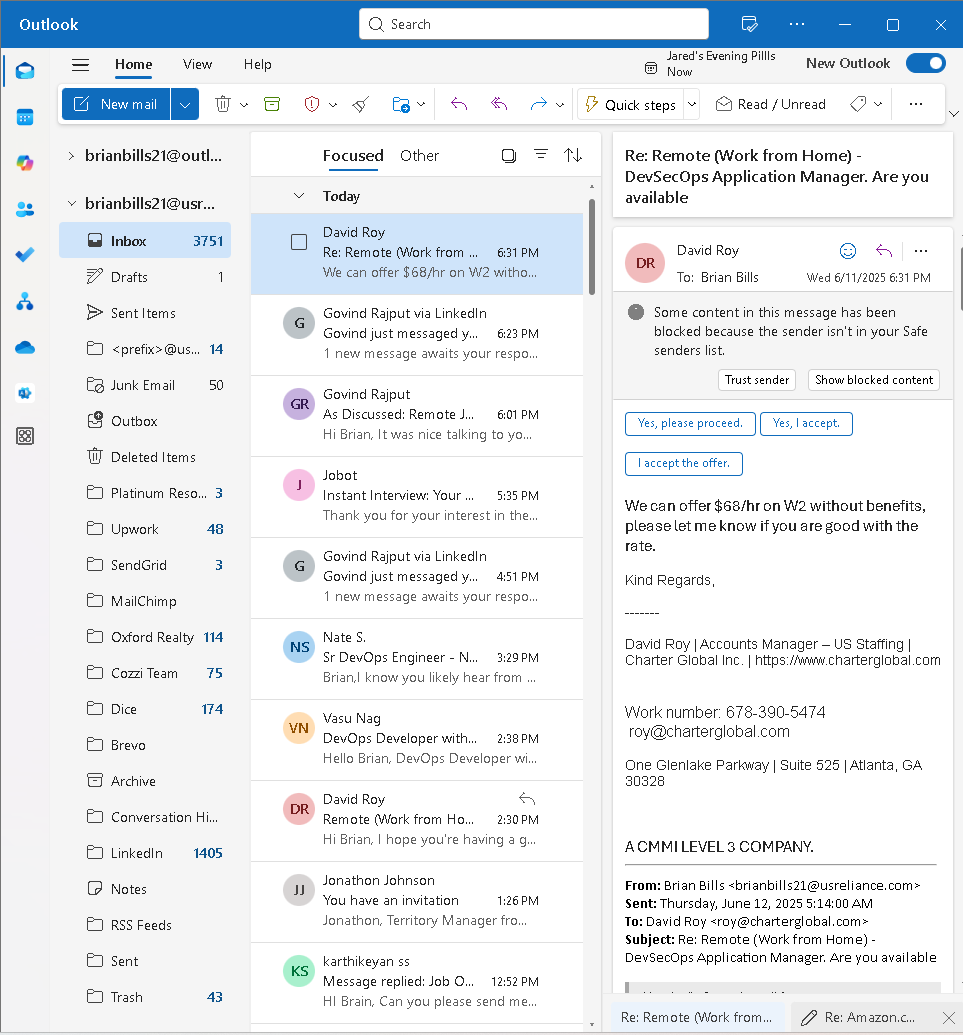 Outlook
Search
Home
View
Help
Jared's Evening Pillls
Now
New Outlook
New mail
Quick steps
Read / Unread
brianbills21@outl...
brianbills21@usr...
Inbox 3751
Drafts 1
Sent Items
<prefix>@us... 14
Junk Email 50
Outbox
Deleted Items
Platinum Reso... 3
Upwork 48
SendGrid 3
MailChimp
Oxford Realty 114
Cozzi Team 75
Dice 174
Brevo
Archive
Conversation Hi...
LinkedIn 1405
Notes
RSS Feeds
Sent
Trash 43
Focused Other
Today
David Roy
Re: Remote (Work from ... 6:31 PM
We can offer $68/hr on W2 witho...
G
Govind Rajput via LinkedIn
Govind just messaged y... 6:23 PM
1 new message awaits your respo...
GR
Govind Rajput
As Discussed: Remote J... 6:01 PM
Hi Brian, It was nice talking to yo...
J
Jobot
Instant Interview: Your ... 5:35 PM
Thank you for your interest in the...
G
Govind Rajput via LinkedIn
Govind just messaged y... 4:51 PM
1 new message awaits your respo...
NS
Nate S.
Sr DevOps Engineer - N... 3:29 PM
Brian,I know you likely hear from ...
VN
Vasu Nag
DevOps Developer with... 2:38 PM
Hello Brian, DevOps Developer wi...
DR
David Roy
Remote (Work from Ho... 2:30 PM
Hi Brian, I hope you're having a g...
JJ
Jonathon Johnson
You have an invitation 1:26 PM
Jonathon, Territory Manager fro...
KS
karthikeyan ss
Message replied: Job O... 12:52 PM
HI Brain, Can you please send me...
Re: Remote (Work from Home) -
DevSecOps Application Manager. Are you
available
DR
David Roy
To: Brian Bills
Wed 6/11/2025 6:31 PM
Some content in this message has been
blocked because the sender isn't in your Safe
senders list.
Trust sender
Show blocked content
Yes, please proceed.
Yes, I accept.
I accept the offer.
We can offer $68/hr on W2 without benefits,
please let me know if you are good with the
rate.
Kind Regards,
-------
David Roy | Accounts Manager – US Staffing |
Charter Global Inc. | https://www.charterglobal.com
Work number: 678-390-5474
roy@charterglobal.com
One Glenlake Parkway | Suite 525 | Atlanta, GA
30328
A CMMI LEVEL 3 COMPANY.
From: Brian Bills <brianbills21@usreliance.com>
Sent: Thursday, June 12, 2025 5:14:00 AM
To: David Roy <roy@charterglobal.com>
Subject: Re: Remote (Work from Home) -
DevSecOps Application Manager. Are you available
Re: Remote (Work from...
Re: Amazon.c...